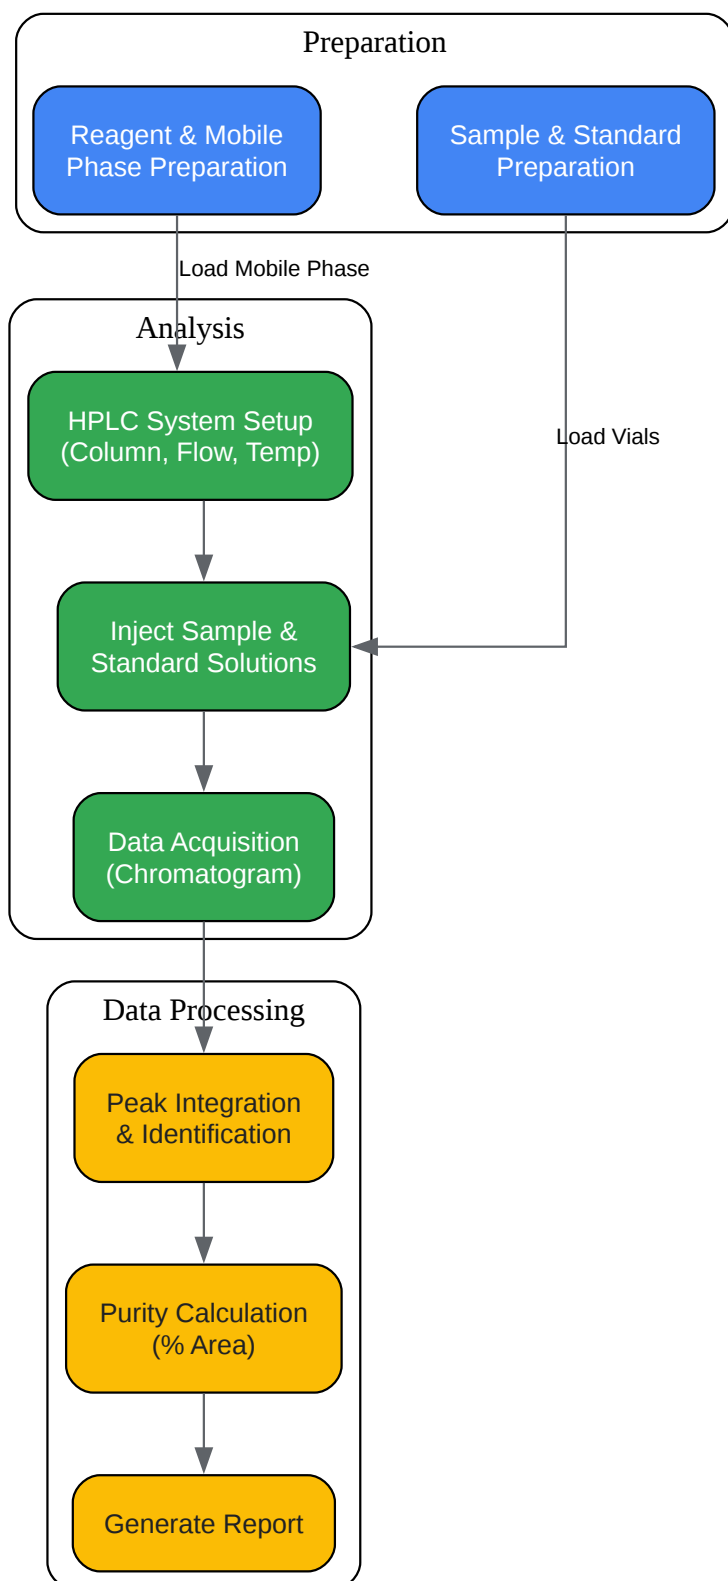 Preparation
Reagent & Mobile
Phase Preparation
Sample & Standard
Preparation
Load Mobile Phase
Analysis
HPLC System Setup
(Column, Flow, Temp)
Load Vials
Inject Sample &
Standard Solutions
Data Acquisition
(Chromatogram)
Data Processing
Peak Integration
& Identification
Purity Calculation
(% Area)
Generate Report